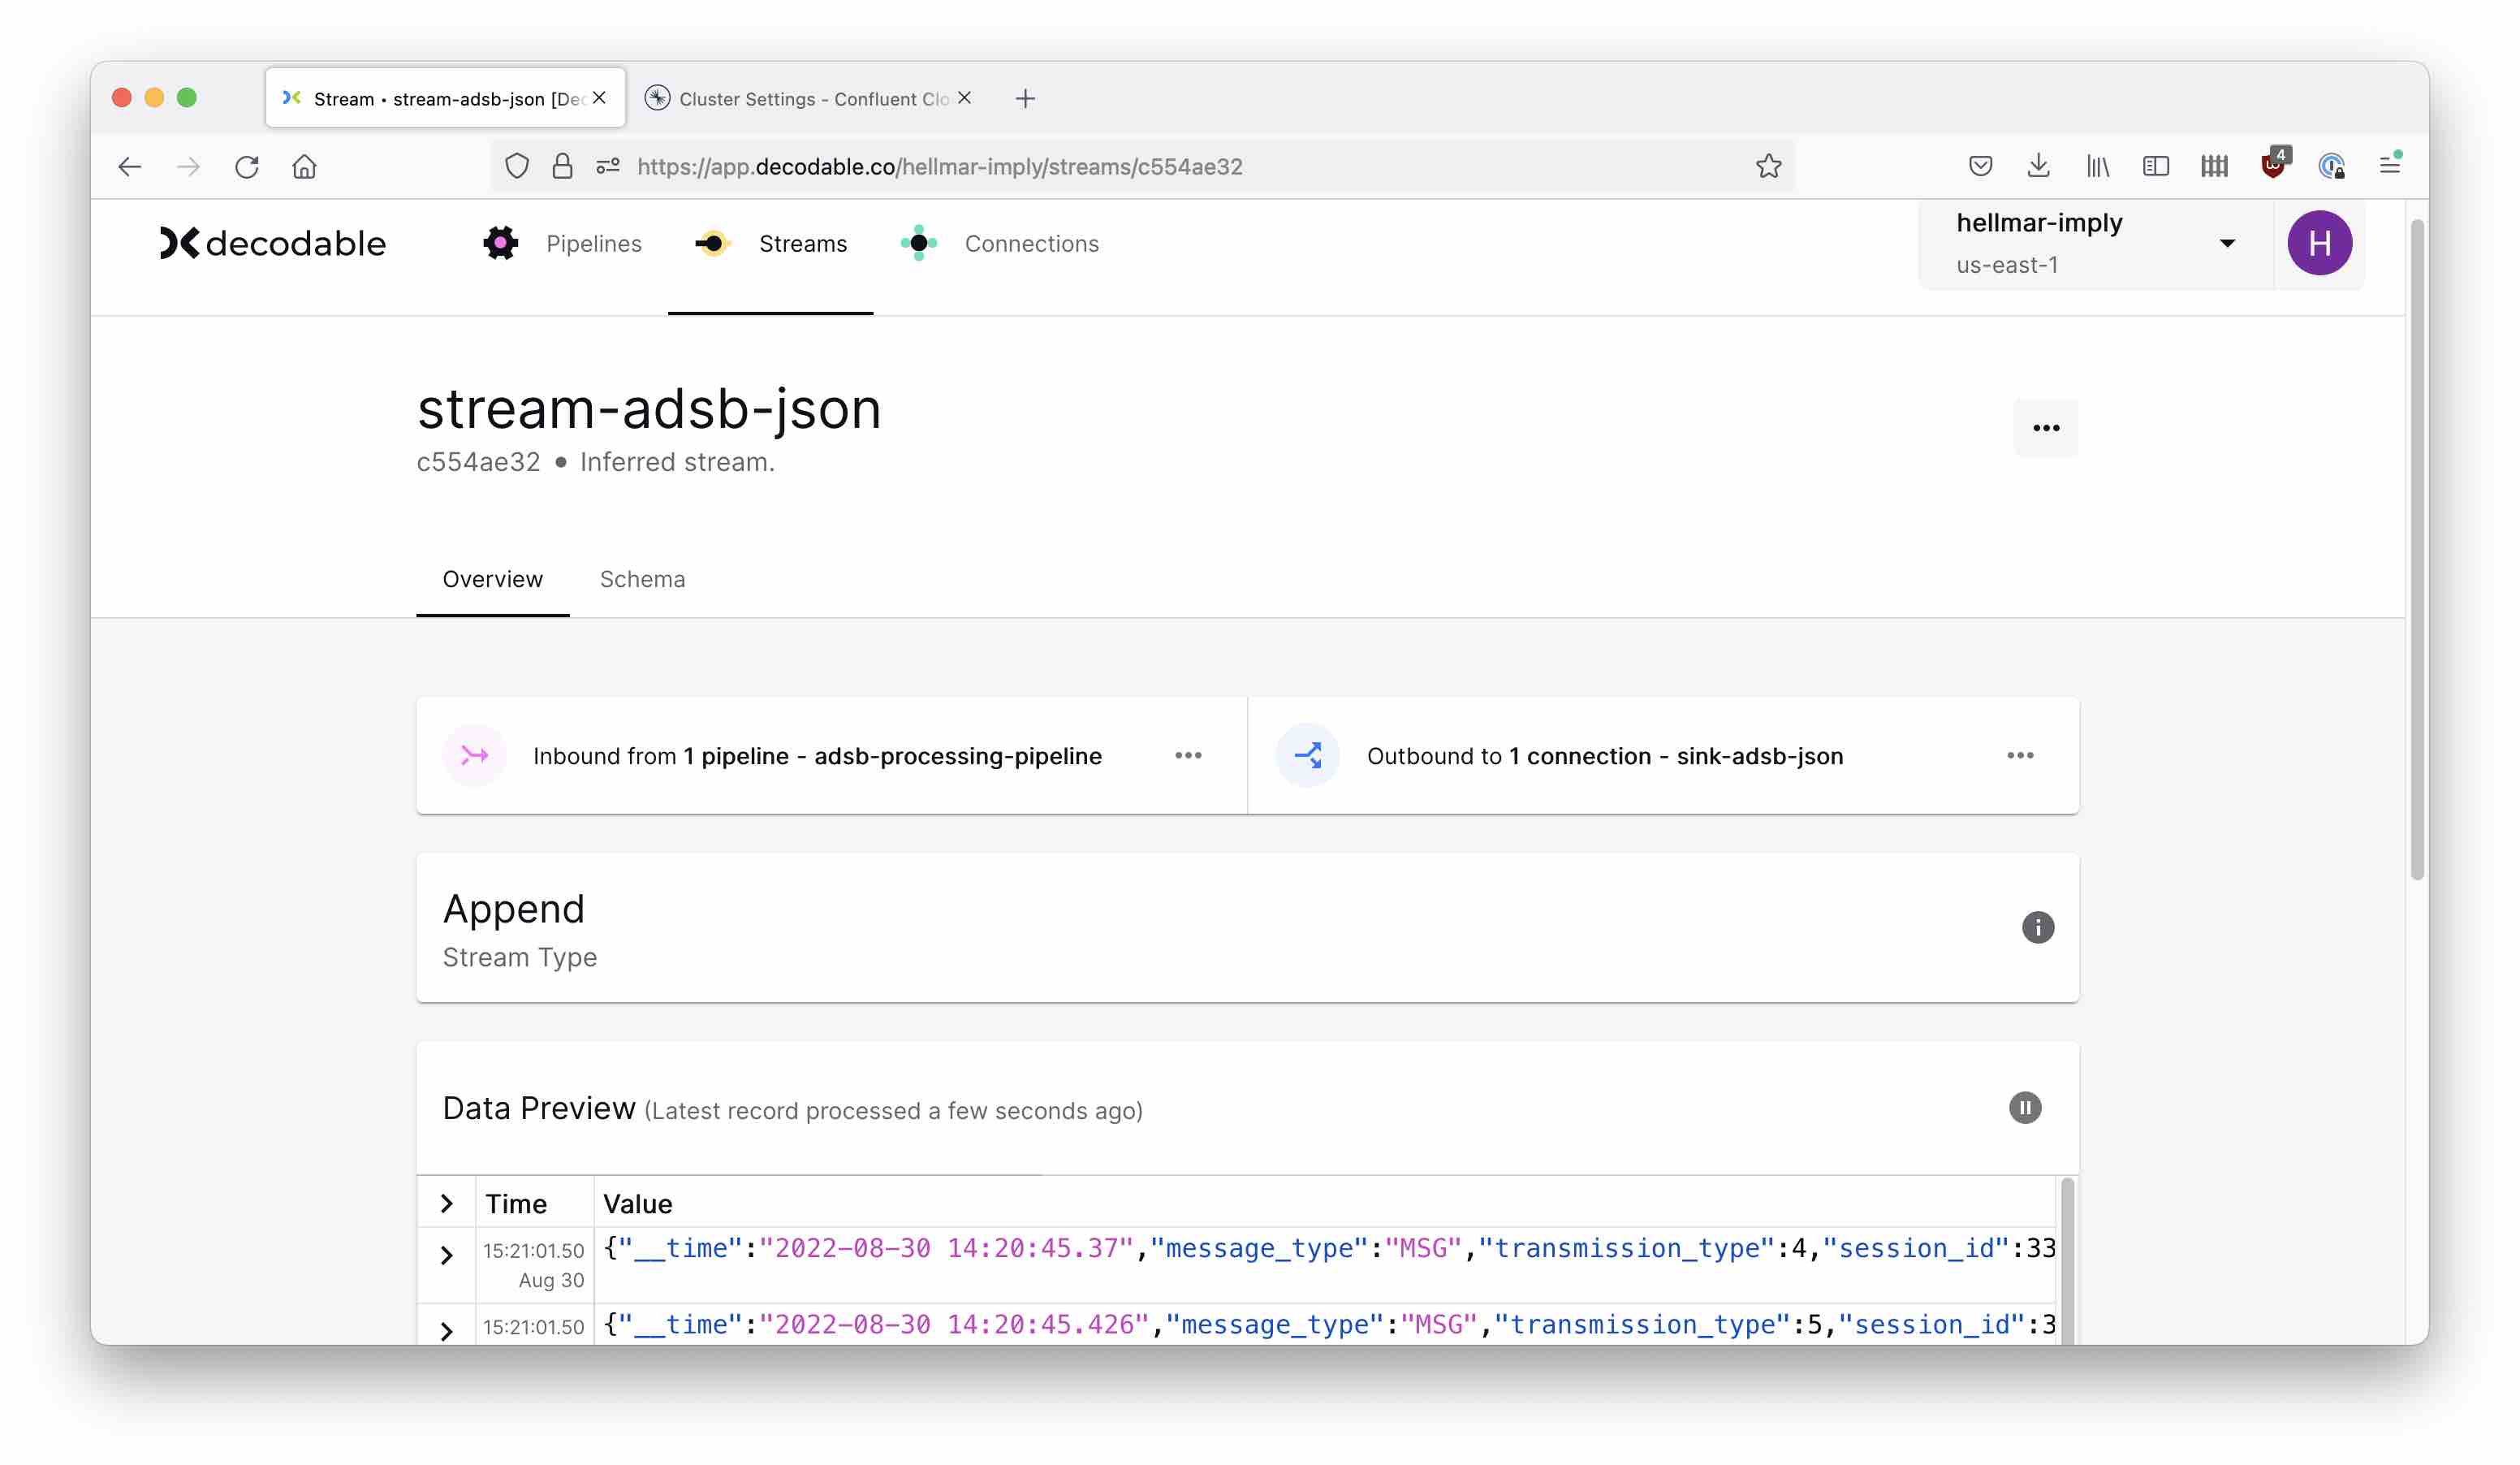 Stream • stream-adsb-json [Dec
Cluster Settings - Confluent Clo
https://app.decodable.co/hellmar-imply/streams/c554ae32
4
decodable
Pipelines
Streams
Connections
hellmar-imply
us-east-1
H
stream-adsb-json
c554ae32 • Inferred stream.
Overview
Schema
Inbound from 1 pipeline - adsb-processing-pipeline
Outbound to 1 connection - sink-adsb-json
Append
Stream Type
Data Preview (Latest record processed a few seconds ago)
Time Value
15:21:01.50 {"__time":"2022-08-30 14:20:45.37","message_type":"MSG","transmission_type":4,"session_id":33
Aug 30
15:21:01.50 {"__time":"2022-08-30 14:20:45.426","message_type":"MSG","transmission_type":5,"session_id":3